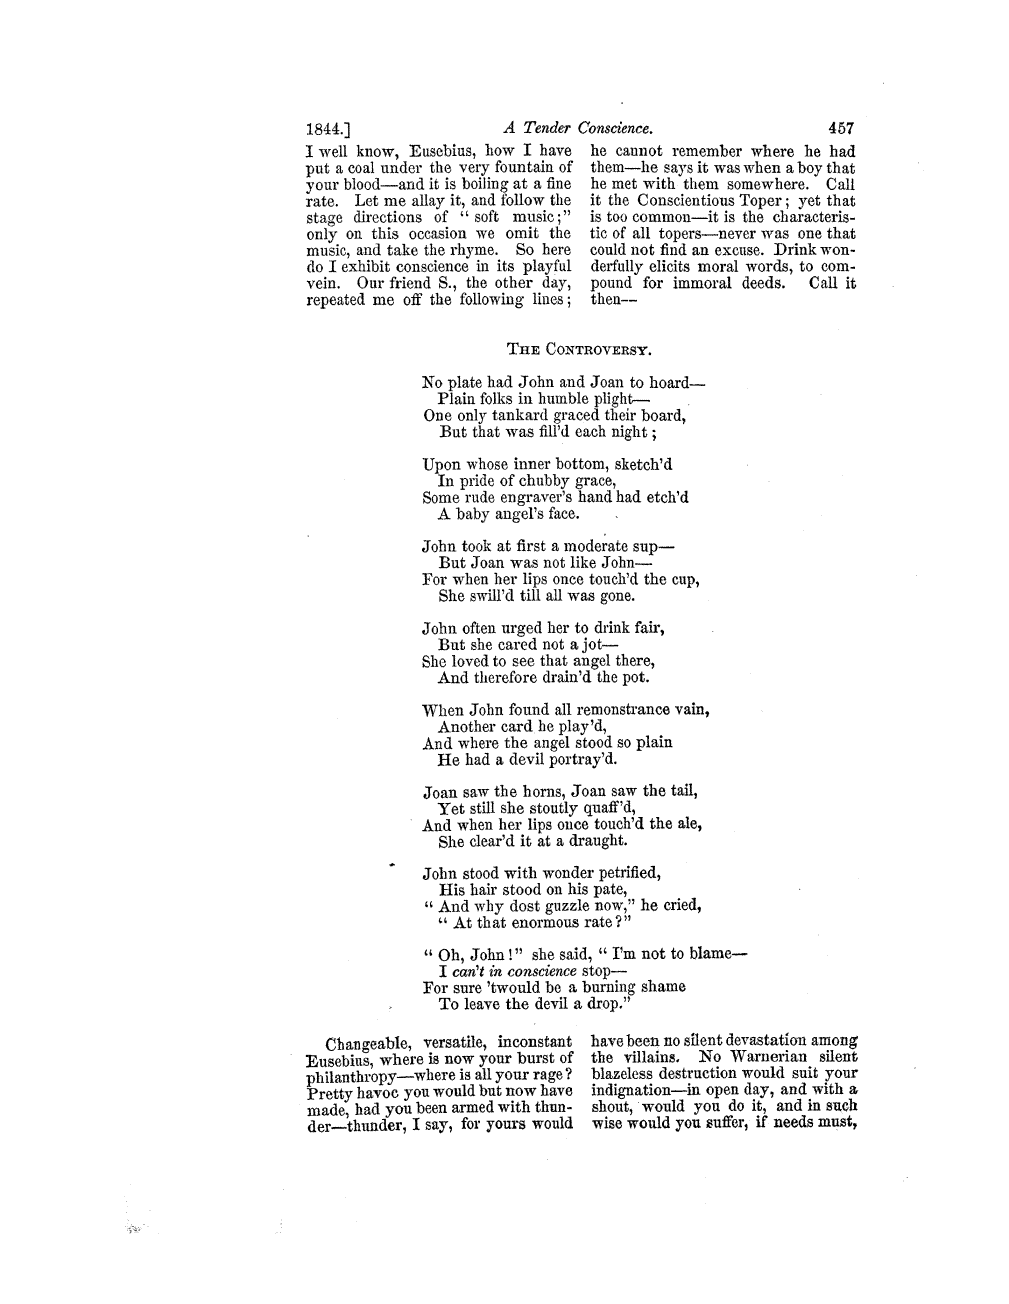 1844.] A Tender Conscience. 457
I well know, Eusebius, how I have
put a coal under the very fountain of
your blood—and it is boiling at a fine
rate. Let me allay it, and follow the
stage directions of "soft music;"
only on this occasion we omit the
music, and take the rhyme. So here
do I exhibit conscience in its playful
vein. Our friend S., the other day,
repeated me off the following lines;
he cannot remember where he had
them—he says it was when a boy that
he met with them somewhere. Call
it the Conscientious Toper; yet that
is too common—it is the characteris-
tic of all topers—never was one that
could not find an excuse. Drink won-
derfully elicits moral words, to com-
pound for immoral deeds. Call it
then—
THE CONTROVERSY.
No plate had John and Joan to hoard—
Plain folks in humble plight—
One only tankard graced their board,
But that was fill'd each night;
Upon whose inner bottom, sketch'd
In pride of chubby grace,
Some rude engraver's hand had etch'd
A baby angel's face.
John took at first a moderate sup—
But Joan was not like John—
For when her lips once touch'd the cup,
She swill'd till all was gone.
John often urged her to drink fair,
But she cared not a jot—
She loved to see that angel there,
And therefore drain'd the pot.
When John found all remonstrance vain,
Another card he play'd,
And where the angel stood so plain
He had a devil portray'd.
Joan saw the horns, Joan saw the tail,
Yet still she stoutly quaff'd,
And when her lips once touch'd the ale,
She clear'd it at a draught.
John stood with wonder petrified,
His hair stood on his pate,
"And why dost guzzle now," he cried,
"At that enormous rate?"
"Oh, John!" she said, "I'm not to blame—
I can't in conscience stop—
For sure 'twould be a burning shame
To leave the devil a drop."
Changeable, versatile, inconstant
Eusebius, where is now your burst of
philanthropy—where is all your rage?
Pretty havoc you would but now have
made, had you been armed with thun-
der—thunder, I say, for yours would
have been no silent devastation among
the villains. No Warnerian silent
blazeless destruction would suit your
indignation—in open day, and with a
shout, would you do it, and in such
wise would you suffer, if needs must,